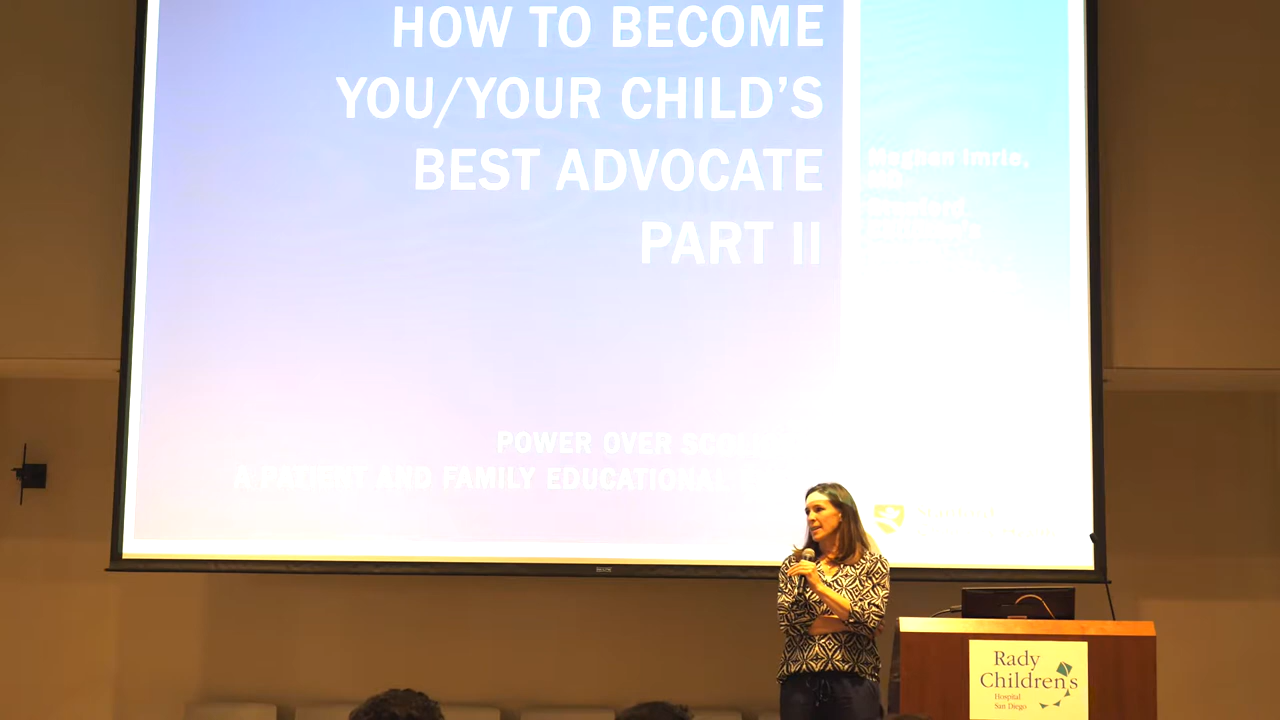 HOW TO BECOME
YOU/YOUR CHILD'S
BEST ADVOCATE
PART II
Meghan Imrie,
MD.
POWER OVER
A PATIENT AND FAMILY EDUCATIONAL
Rady
Children's
Hospital
San Diego